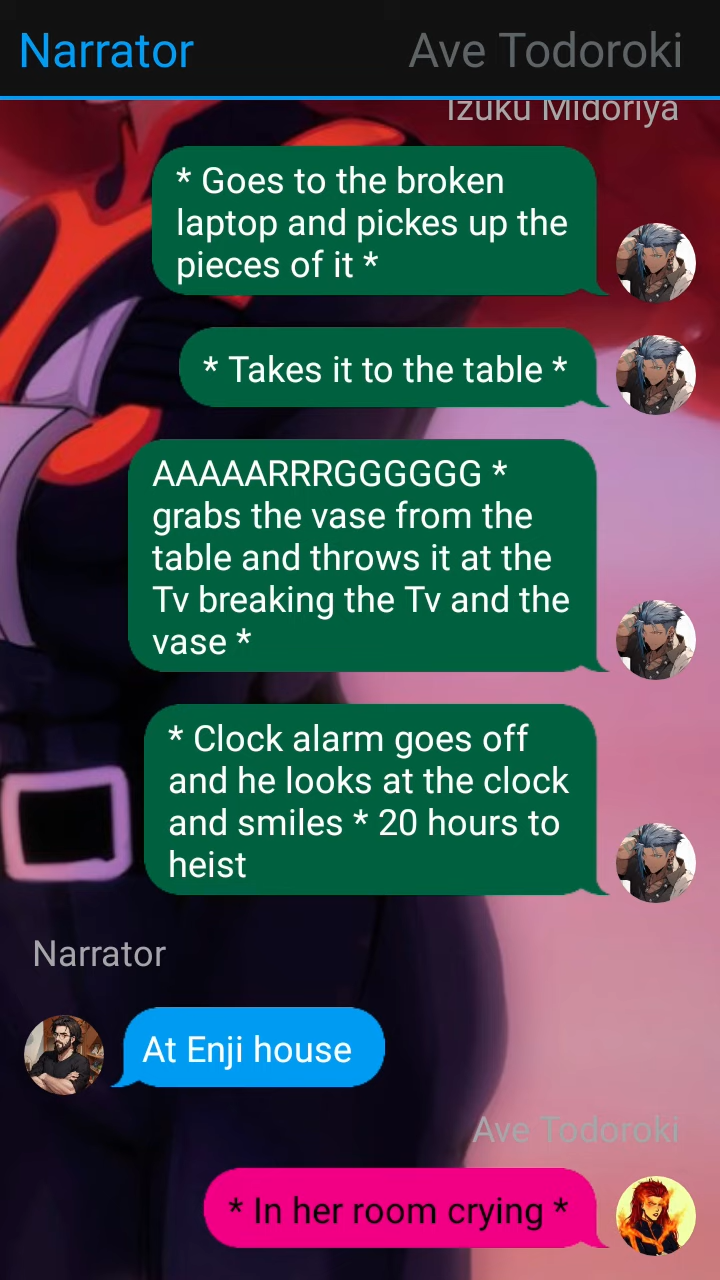 Narrator
Ave Todoroki
Izuku Midoriya
* Goes to the broken
laptop and pickes up the
pieces of it *
* Takes it to the table *
AAAAARRRGGGGGG *
grabs the vase from the
table and throws it at the
Tv breaking the Tv and the
vase *
* Clock alarm goes off
and he looks at the clock
and smiles * 20 hours to
heist
Narrator
At Enji house
Ave Todoroki
* In her room crying *